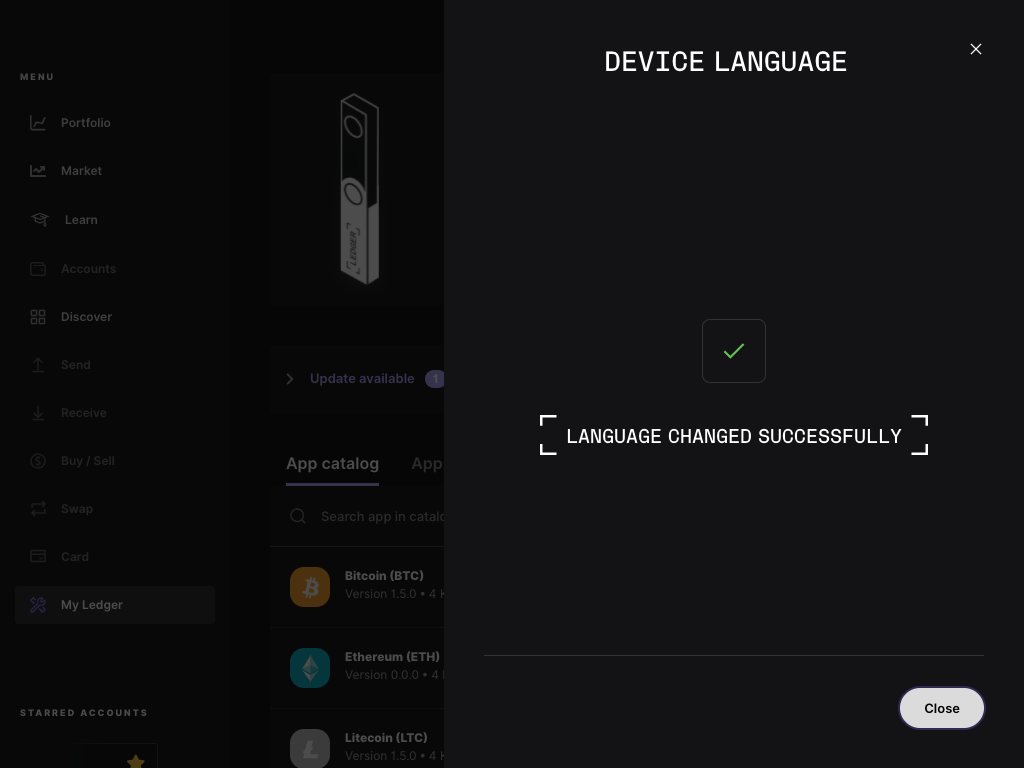 MENU
Portfolio
Market
Learn
Accounts
Discover
Send
Receive
Buy / Sell
Swap
Card
My Ledger
STARRED ACCOUNTS
LEDGER
Update available 1
App catalog App
Search app in catalo
Bitcoin (BTC)
Version 1.5.0 • 4 K
Ethereum (ETH)
Version 0.0.0 • 4
Litecoin (LTC)
Version 1.5.0 • 4 K
DEVICE LANGUAGE
LANGUAGE CHANGED SUCCESSFULLY
Close